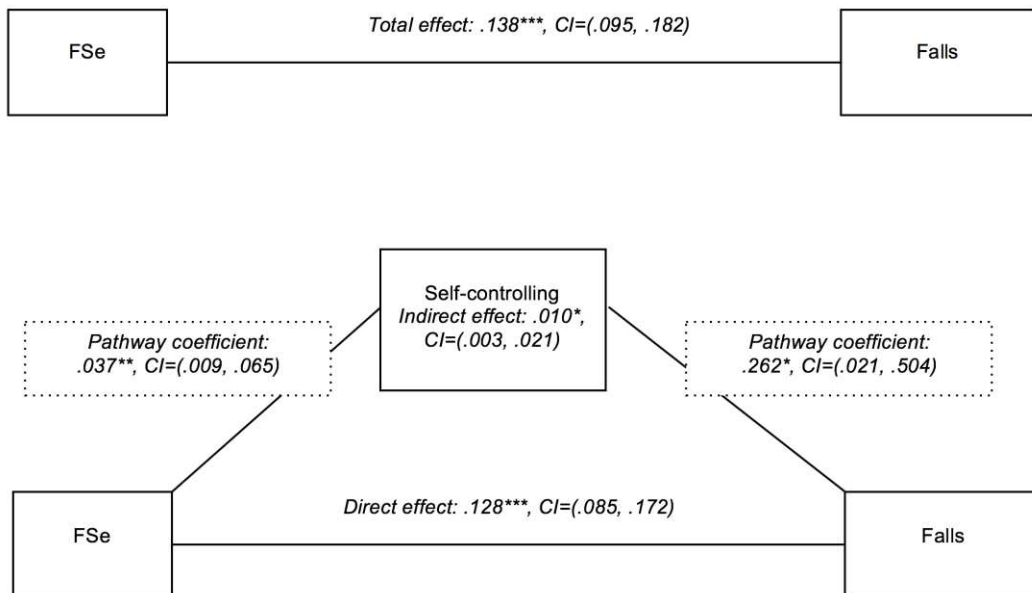 Total effect: .138***, CI=(.095, .182)
FSe
Falls
Self-controlling
Indirect effect: .010*,
CI=(.003, .021)
Pathway coefficient:
.037**, CI=(.009, .065)
Pathway coefficient:
.262*, CI=(.021, .504)
Direct effect: .128***, CI=(.085, .172)
FSe
Falls